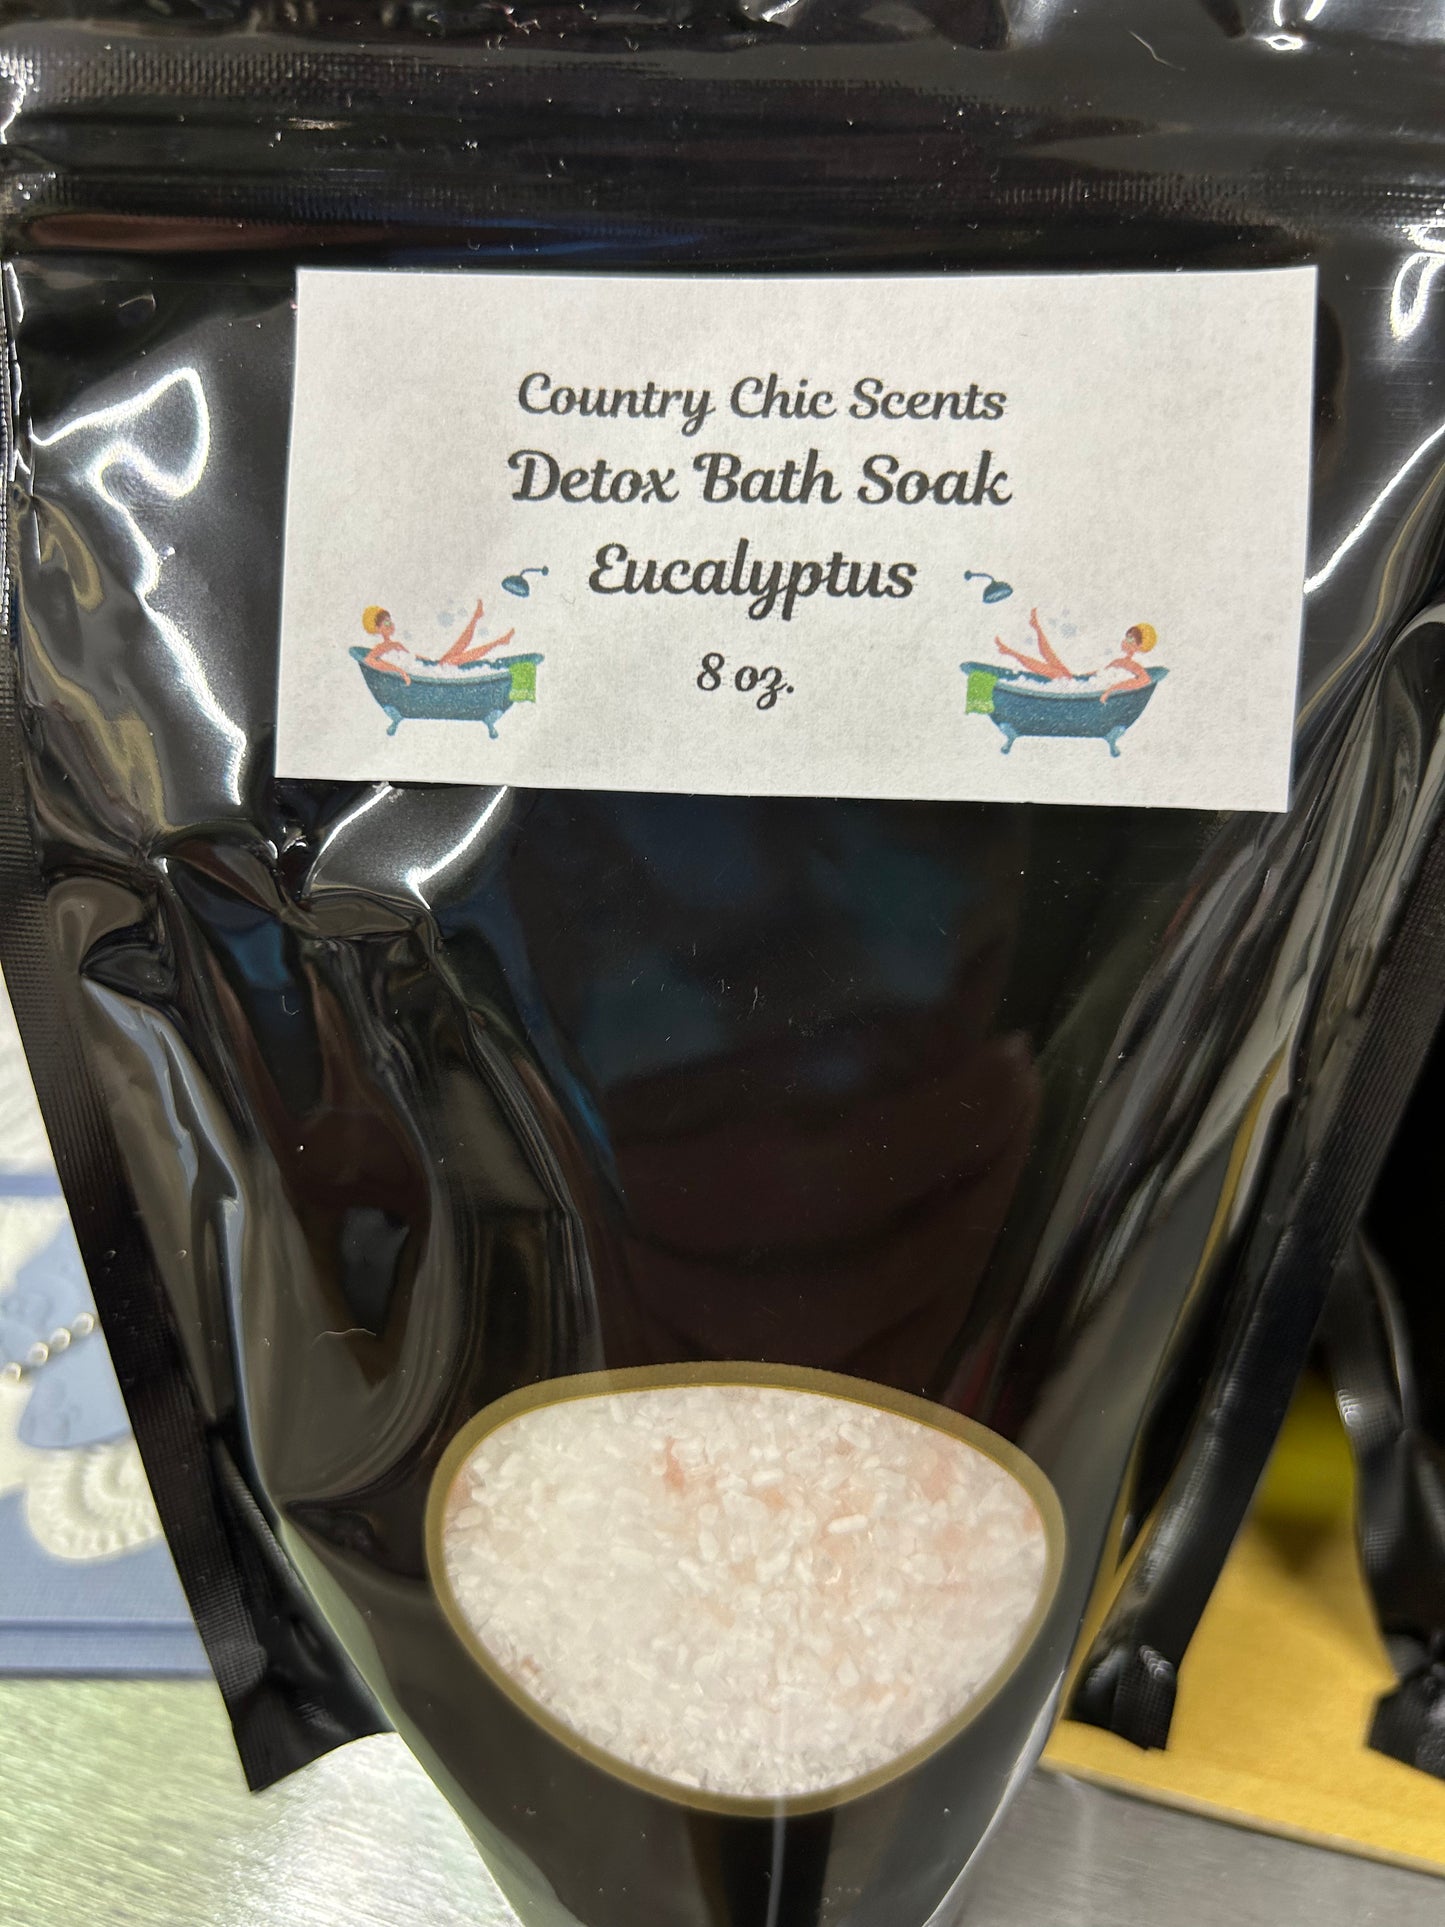 Country Chic Scents
Detox Bath Soak
Eucalyptus
8 oz.